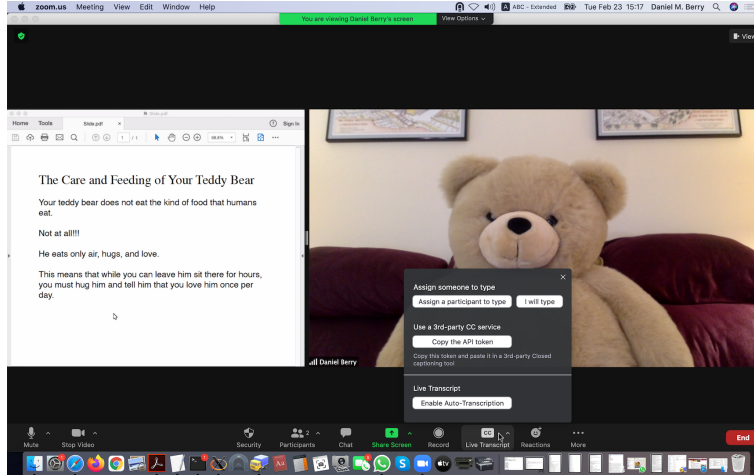 zoom.us Meeting View Edit Window Help
ABC - Extended Tue Feb 23 15:17 Daniel M. Berry
You are viewing Daniel Berry's screen View Options
View
Slide.pdf
Home Tools Slide.pdf × Sign In
1 / 1
The Care and Feeding of Your Teddy Bear
Your teddy bear does not eat the kind of food that humans
eat.
Not at all!!!
He eats only air, hugs, and love.
This means that while you can leave him sit there for hours,
you must hug him and tell him that you love him once per
day.
Daniel Berry
Assign someone to type
Assign a participant to type I will type
Use a 3rd-party CC service
Copy the API token
Copy this token and paste it in a 3rd-party Closed
captioning tool
Live Transcript
Enable Auto-Transcription
2
CC
Mute Stop Video Security Participants Chat Share Screen Record Live Transcript Reactions More
End